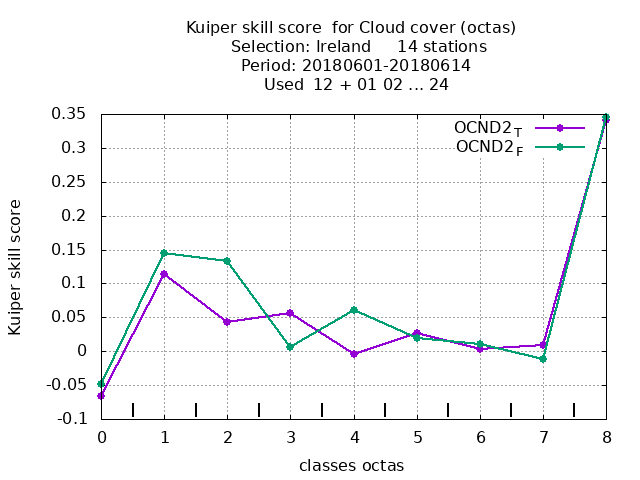 Kuiper skill score  for Cloud cover (octas)
Selection: Ireland     14 stations
Period: 20180601-20180614
Used  12 + 01 02 ... 24
OCND2T
OCND2F
0.35
0.3
0.25
0.2
0.15
0.1
0.05
0
-0.05
-0.1
Kuiper skill score
0 1 2 3 4 5 6 7 8
classes octas